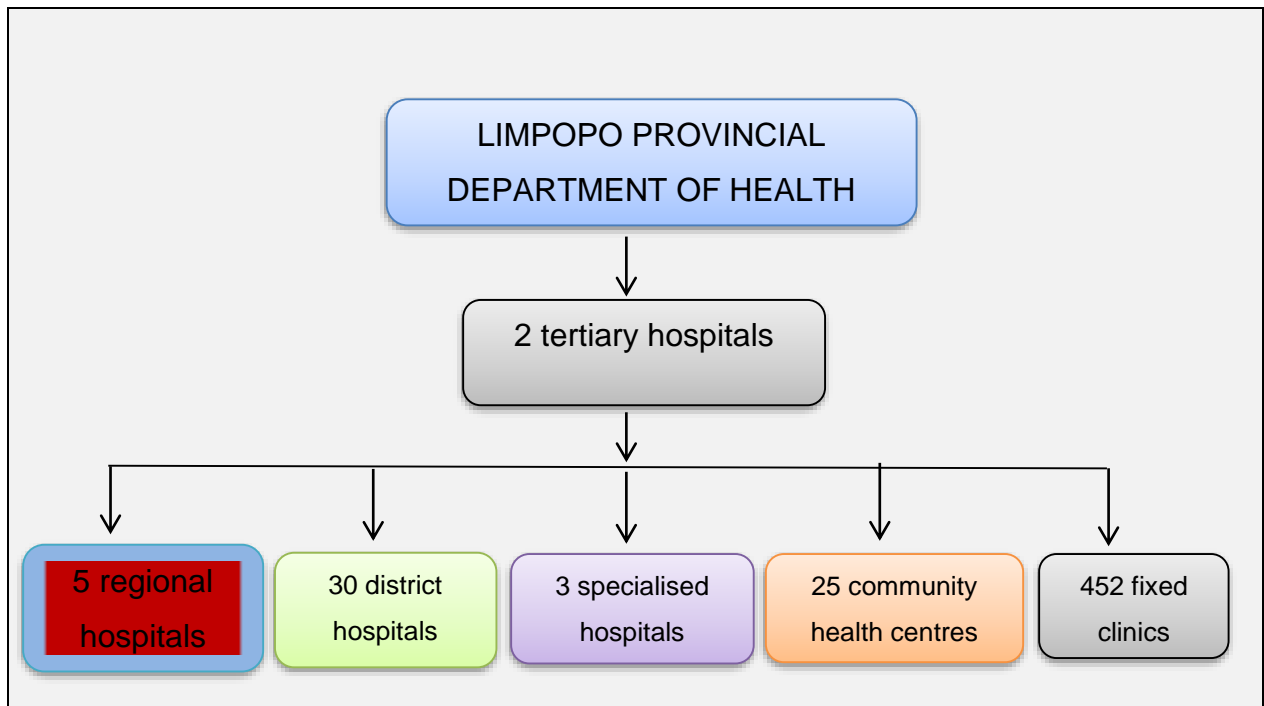 LIMPOPO PROVINCIAL
DEPARTMENT OF HEALTH
2 tertiary hospitals
5 regional
hospitals
30 district
hospitals
3 specialised
hospitals
25 community
health centres
452 fixed
clinics